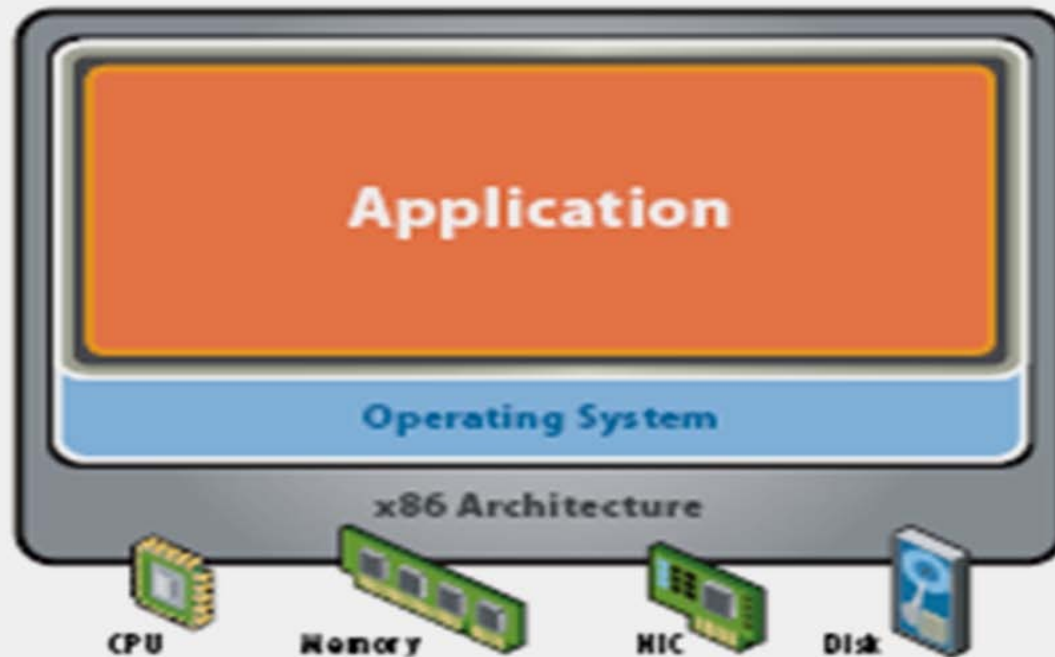 Application
Operating System
x86 Architecture
CPU Memory NIC Disk